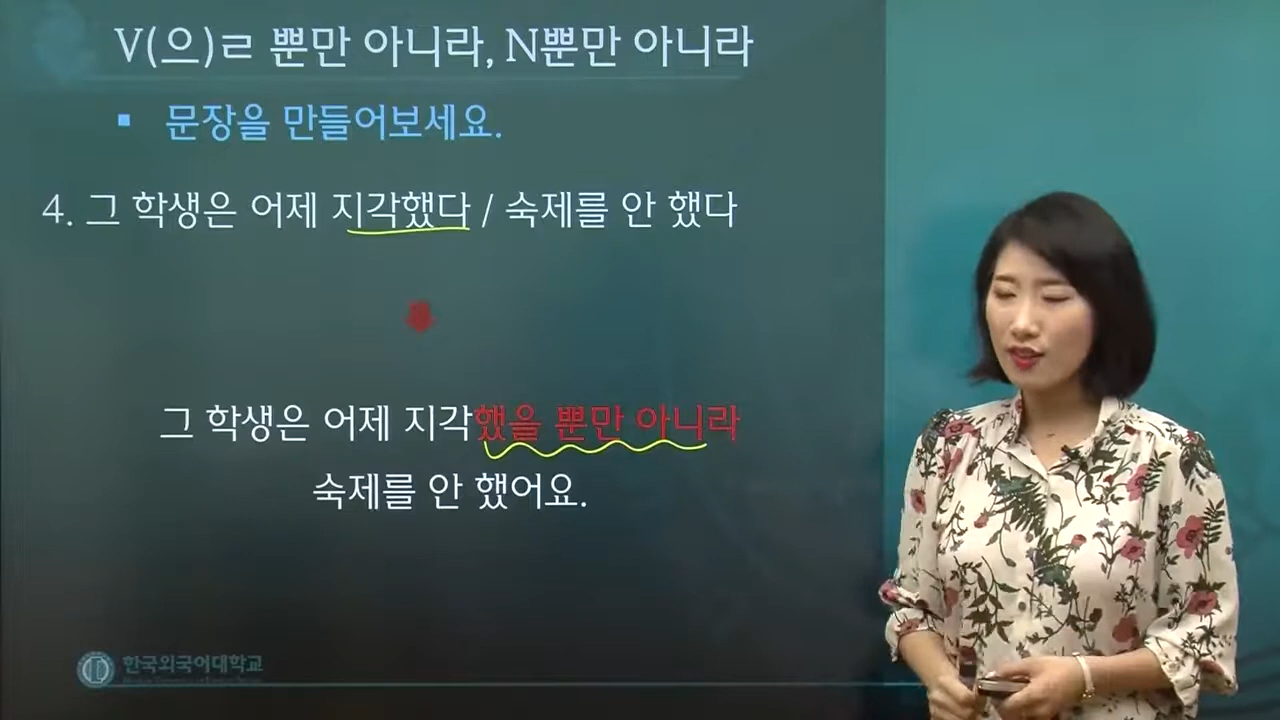 V(으)ㄹ 뿐만 아니라, N뿐만 아니라
▪ 문장을 만들어보세요.
4. 그 학생은 어제 지각했다 / 숙제를 안 했다
그 학생은 어제 지각했을 뿐만 아니라
숙제를 안 했어요.
한국외국어대학교